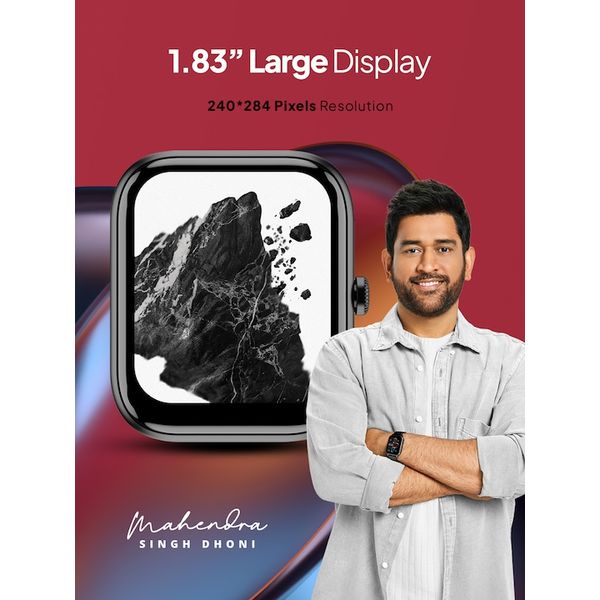 1.83” Large Display
240*284 Pixels Resolution
Mahendra
SINGH DHONI